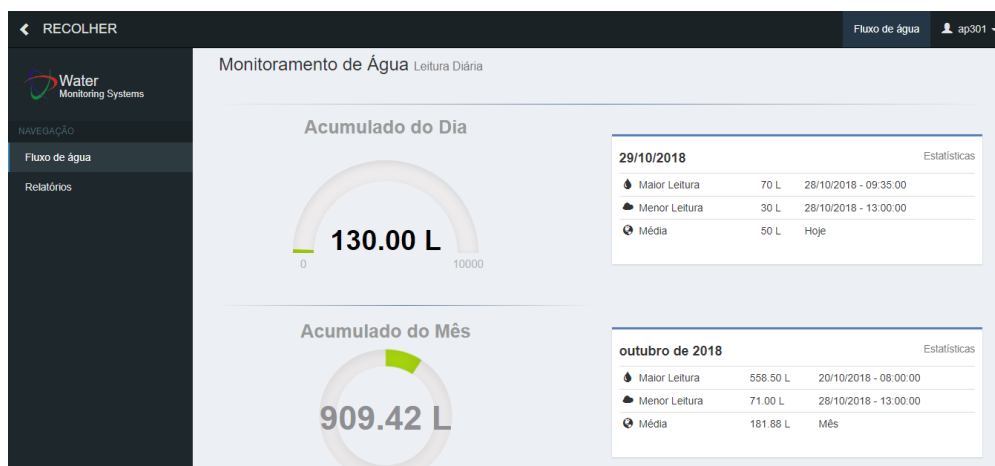 RECOLHER
Fluxo de água ap301
Water
Monitoring Systems
NAVEGAÇÃO
Fluxo de água
Relatórios
Monitoramento de Água Leitura Diária
Acumulado do Dia
130.00 L
0 10000
29/10/2018 Estatísticas
Maior Leitura 70 L 28/10/2018 - 09:35:00
Menor Leitura 30 L 28/10/2018 - 13:00:00
Média 50 L Hoje
Acumulado do Mês
909.42 L
outubro de 2018 Estatísticas
Maior Leitura 558.50 L 20/10/2018 - 08:00:00
Menor Leitura 71.00 L 28/10/2018 - 13:00:00
Média 181.88 L Mês